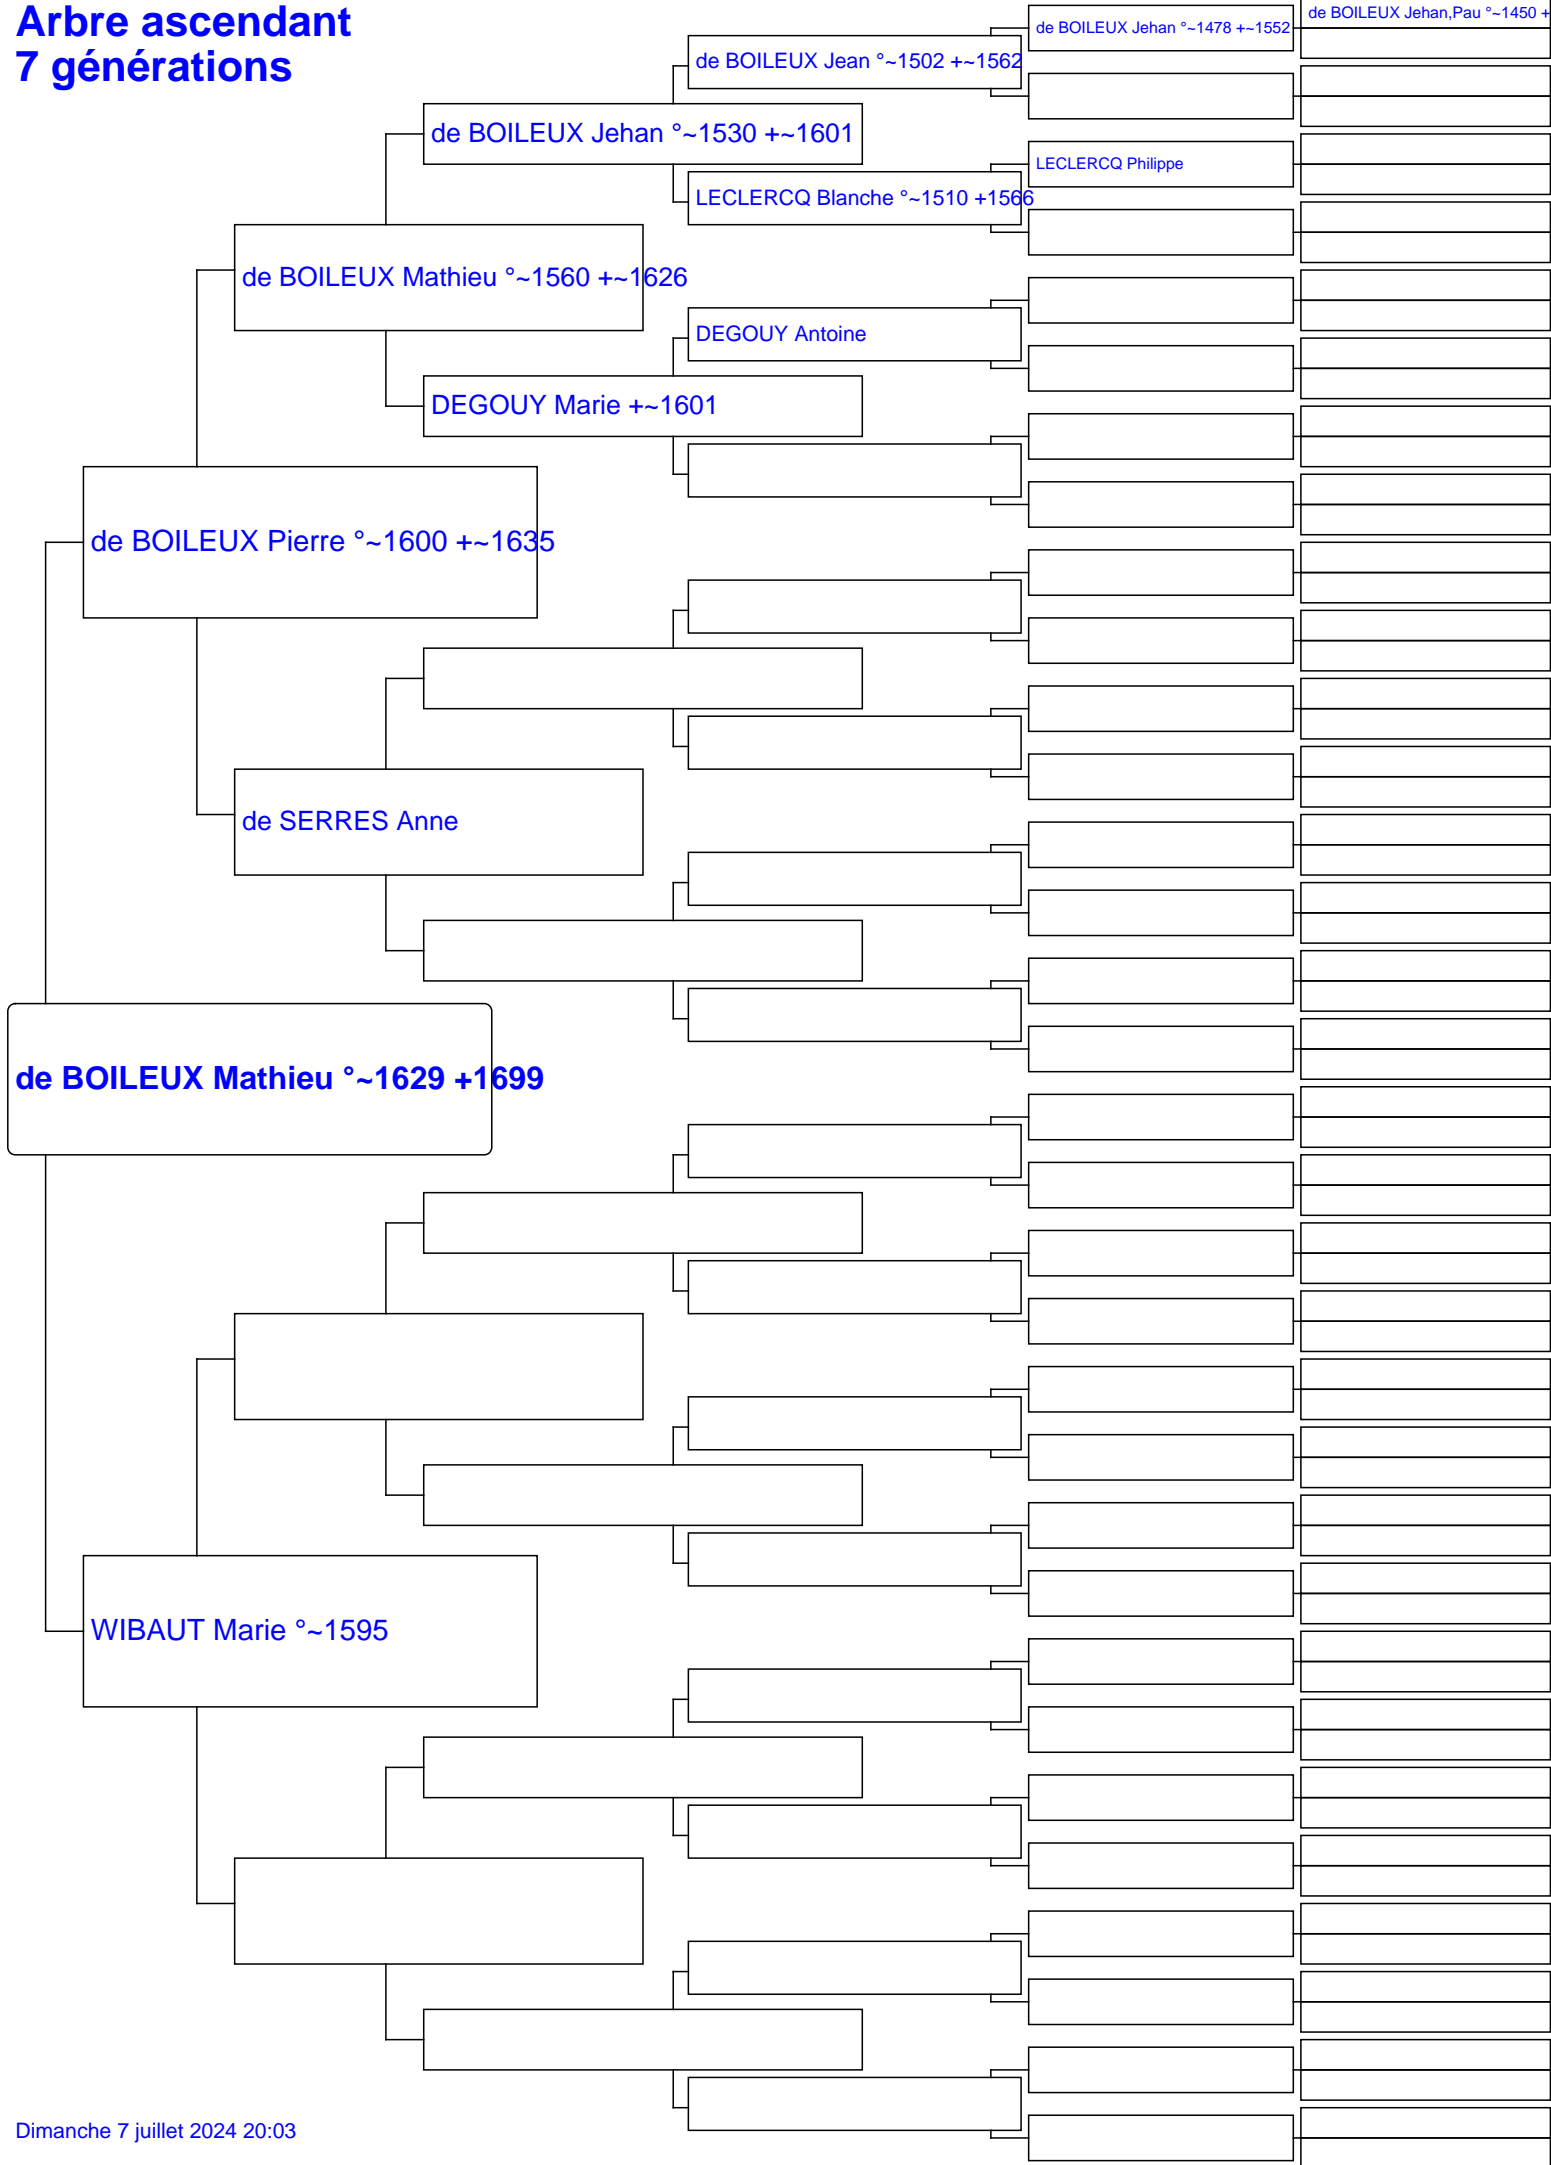 Arbre ascendant
7 générations
de BOILEUX Jehan,Pau °~1450 +
de BOILEUX Jehan °~1478 +~1552
de BOILEUX Jean °~1502 +~1562
de BOILEUX Jehan °~1530 +~1601
LECLERCQ Philippe
LECLERCQ Blanche °~1510 +1566
de BOILEUX Mathieu °~1560 +~1626
DEGOUY Antoine
DEGOUY Marie +~1601
de BOILEUX Pierre °~1600 +~1635
de SERRES Anne
de BOILEUX Mathieu °~1629 +1699
WIBAUT Marie °~1595
Dimanche 7 juillet 2024 20:03